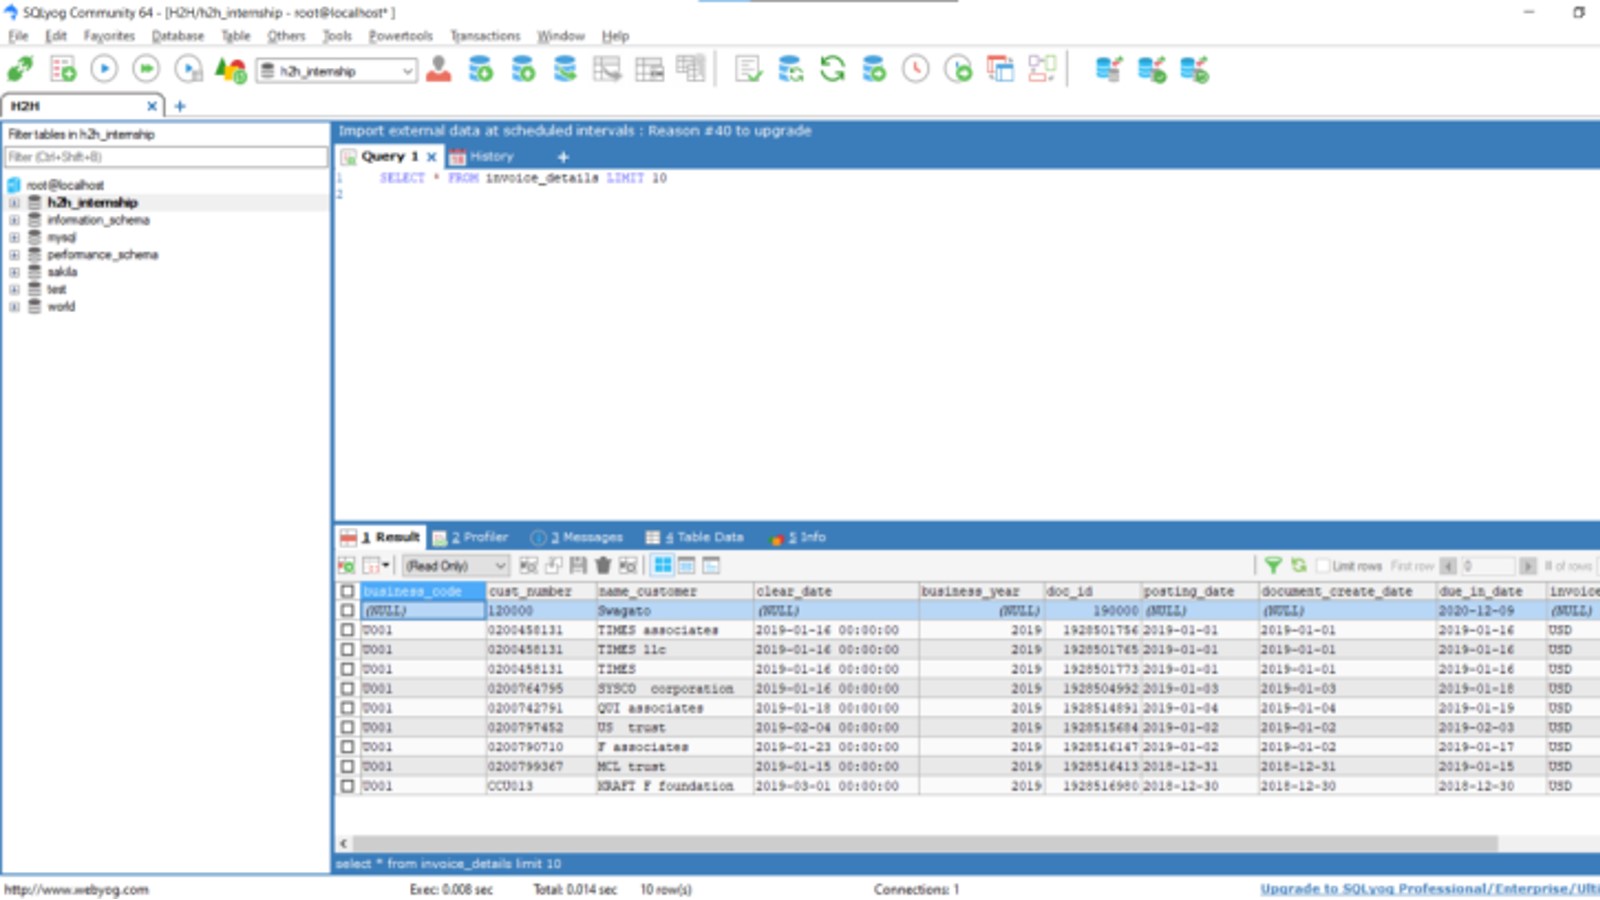 SQLyog Community 64 - [H2H/h2h_internship - root@localhost* ]
File Edit Favorites Database Table Others Tools Powertools Transactions Window Help
h2h_internship
H2H
Filter tables in h2h_internship
Filter (Ctrl+Shift+B)
root@localhost
h2h_internship
information_schema
mysql
performance_schema
sakila
test
world
Import external data at scheduled intervals : Reason #40 to upgrade
Query 1 History
1 SELECT * FROM invoice_details LIMIT 10
2
1 Result 2 Profiler 3 Messages 4 Table Data 5 Info
(Read Only) Limit rows First row 0 # of rows
business_code cust_number name_customer clear_date business_year doc_id posting_date document_create_date due_in_date invoice
(NULL) 120000 Swagato (NULL) (NULL) 190000 (NULL) (NULL) 2020-12-09 (NULL)
U001 0200458131 TIMES associates 2019-01-16 00:00:00 2019 1928501756 2019-01-01 2019-01-01 2019-01-16 USD
U001 0200458131 TIMES llc 2019-01-16 00:00:00 2019 1928501765 2019-01-01 2019-01-01 2019-01-16 USD
U001 0200458131 TIMES 2019-01-16 00:00:00 2019 1928501773 2019-01-01 2019-01-01 2019-01-16 USD
U001 0200764795 SYSCO corporation 2019-01-16 00:00:00 2019 1928504992 2019-01-03 2019-01-03 2019-01-18 USD
U001 0200742791 QUI associates 2019-01-18 00:00:00 2019 1928514891 2019-01-04 2019-01-04 2019-01-19 USD
U001 0200797452 US trust 2019-02-04 00:00:00 2019 1928515684 2019-01-02 2019-01-02 2019-02-03 USD
U001 0200790710 F associates 2019-01-23 00:00:00 2019 1928516147 2019-01-02 2019-01-02 2019-01-17 USD
U001 0200799367 MCL trust 2019-01-15 00:00:00 2019 1928516413 2018-12-31 2018-12-31 2019-01-15 USD
U001 CCU013 KRAFT F foundation 2019-03-01 00:00:00 2019 1928516980 2018-12-30 2018-12-30 2018-12-30 USD
select * from invoice_details limit 10
http://www.webyog.com Exec: 0.008 sec Total: 0.014 sec 10 row(s) Connections: 1 Upgrade to SQLyog Professional/Enterprise/Ulti